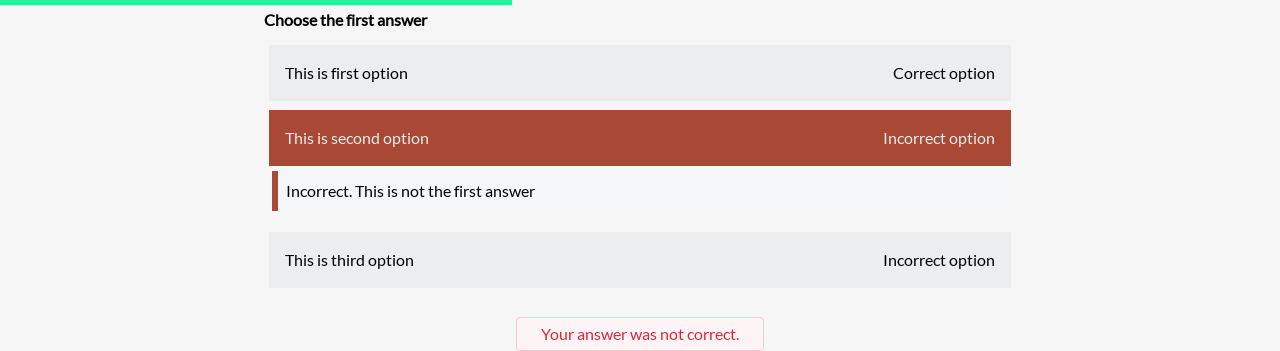 Choose the first answer
This is first option Correct option
This is second option Incorrect option
Incorrect. This is not the first answer
This is third option Incorrect option
Your answer was not correct.